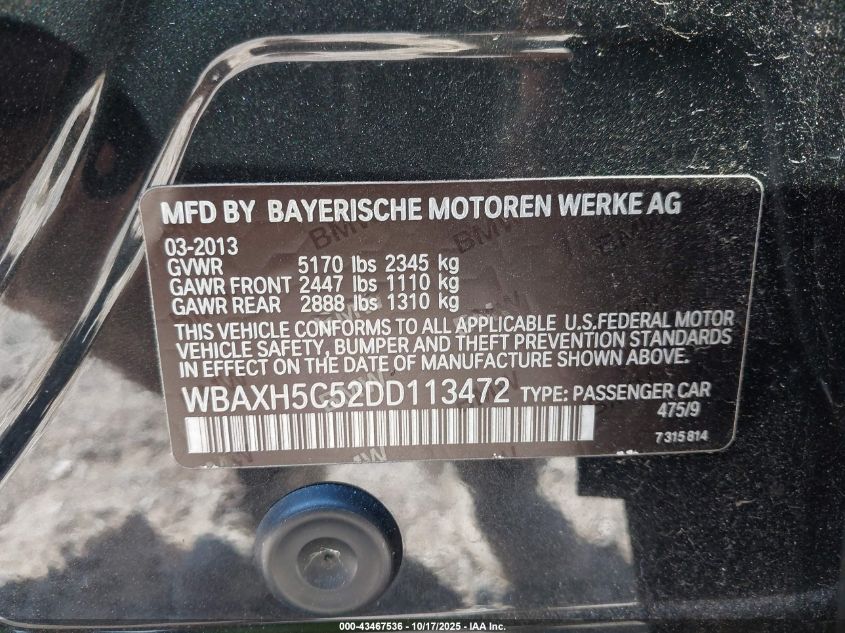 MFD BY BAYERISCHE MOTOREN WERKE AG
03-2013
GVWR 5170 lbs 2345 kg
GAWR FRONT 2447 lbs 1110 kg
GAWR REAR 2888 lbs 1310 kg
THIS VEHICLE CONFORMS TO ALL APPLICABLE U.S.FEDERAL MOTOR
VEHICLE SAFETY, BUMPER AND THEFT PREVENTION STANDARDS
IN EFFECT ON THE DATE OF MANUFACTURE SHOWN ABOVE.
WBAXH5C52DD113472 TYPE: PASSENGER CAR
475/9
7315814
000-43467536 - 10/17/2025 - IAA Inc.